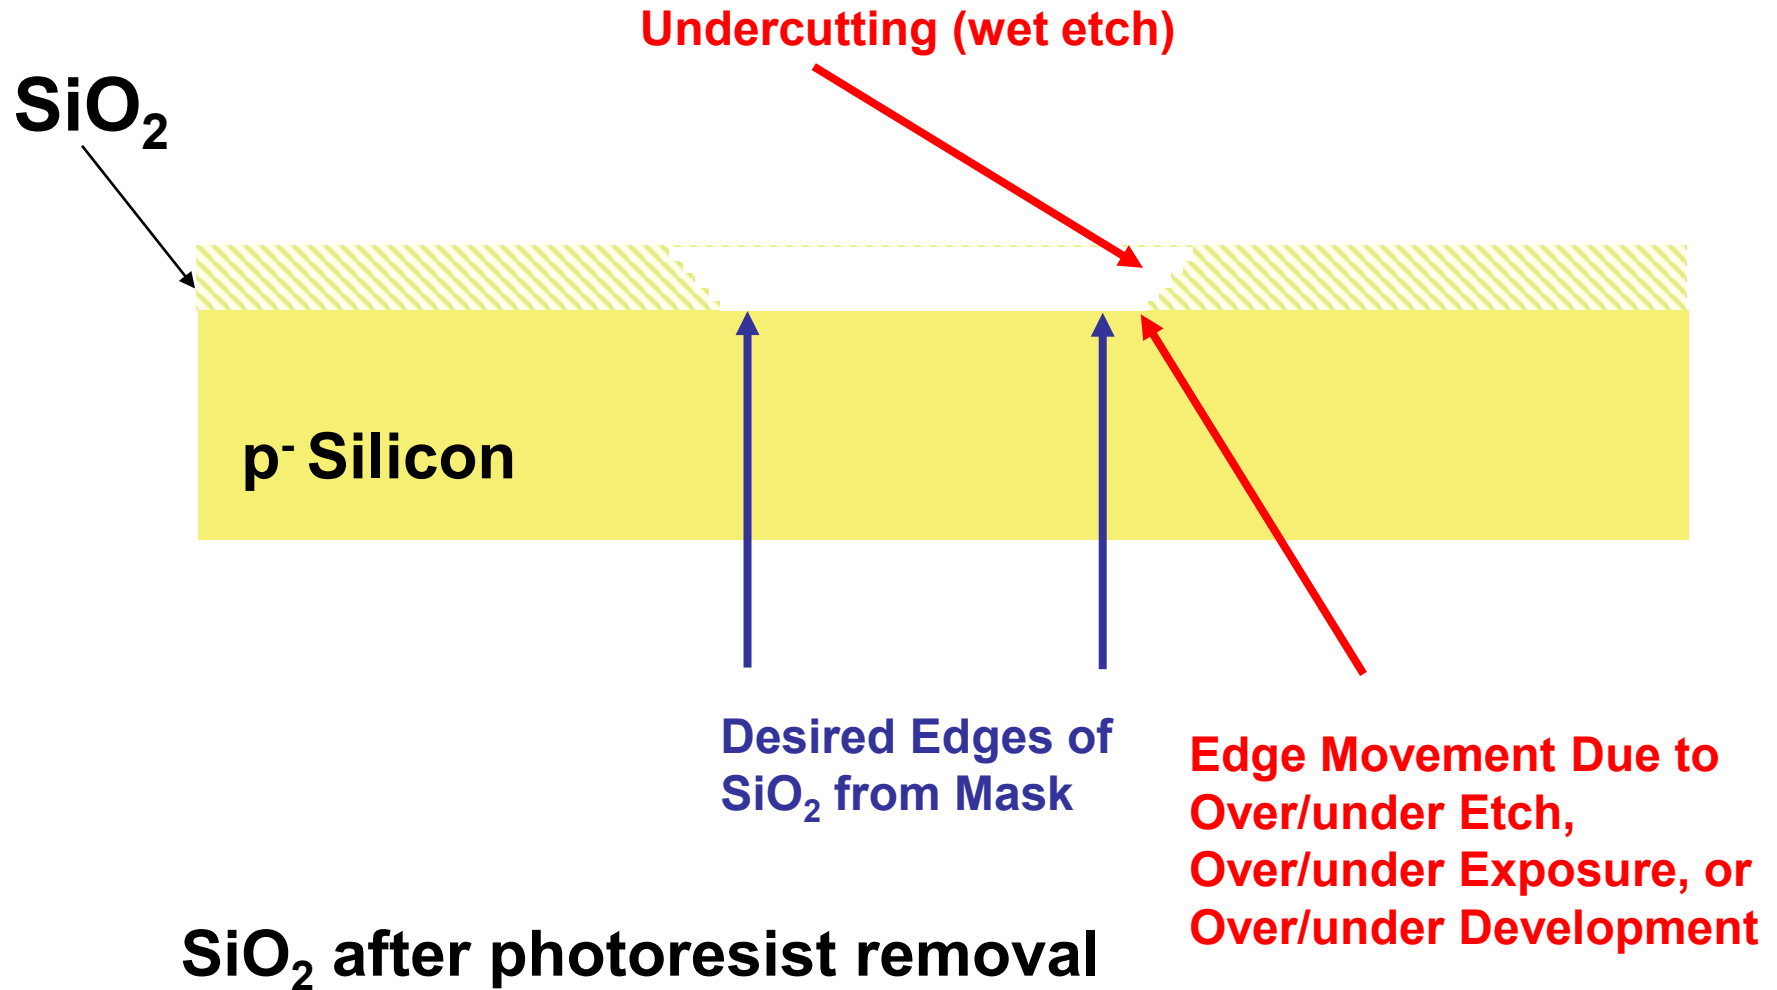 Undercutting (wet etch)
SiO₂
p⁻ Silicon
Desired Edges of
SiO₂ from Mask
Edge Movement Due to
Over/under Etch,
Over/under Exposure, or
Over/under Development
SiO₂ after photoresist removal